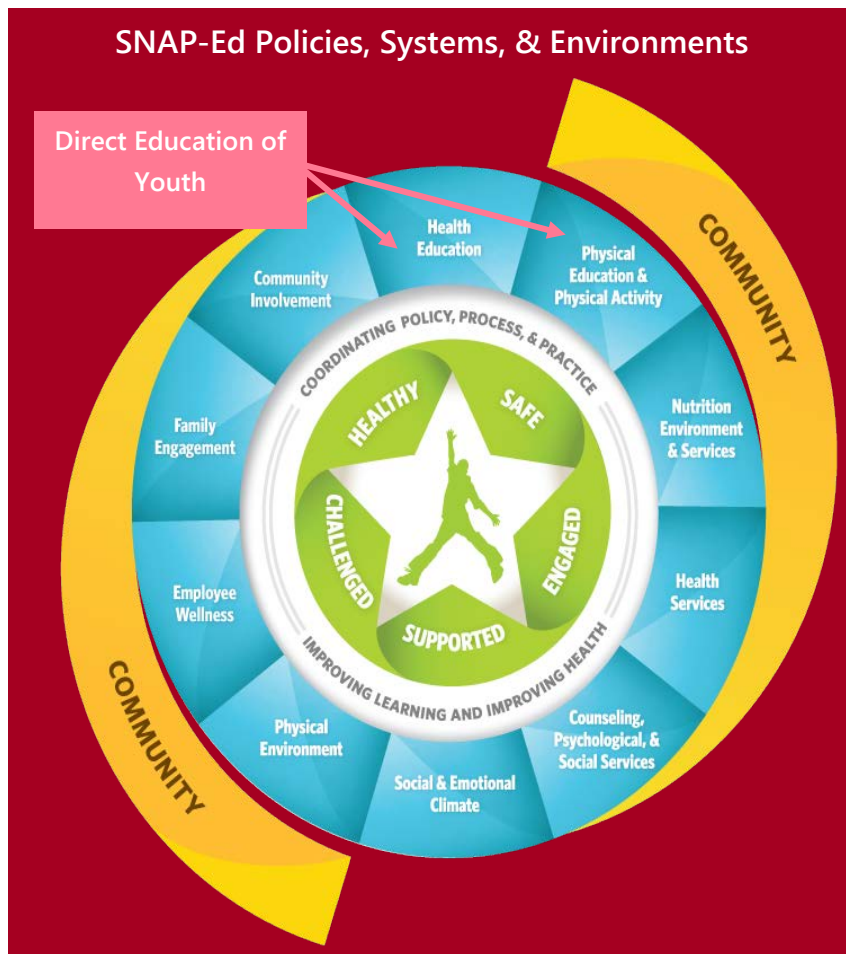 SNAP-Ed Policies, Systems, & Environments
Direct Education of
Youth
COMMUNITY
Health
Education
Physical
Education &
Physical Activity
Nutrition
Environment
& Services
Health
Services
Counseling,
Psychological, &
Social Services
Social & Emotional
Climate
Physical
Environment
Employee
Wellness
Family
Engagement
Community
Involvement
COORDINATING POLICY, PROCESS, & PRACTICE
IMPROVING LEARNING AND IMPROVING HEALTH
HEALTHY
SAFE
ENGAGED
SUPPORTED
CHALLENGED
COMMUNITY